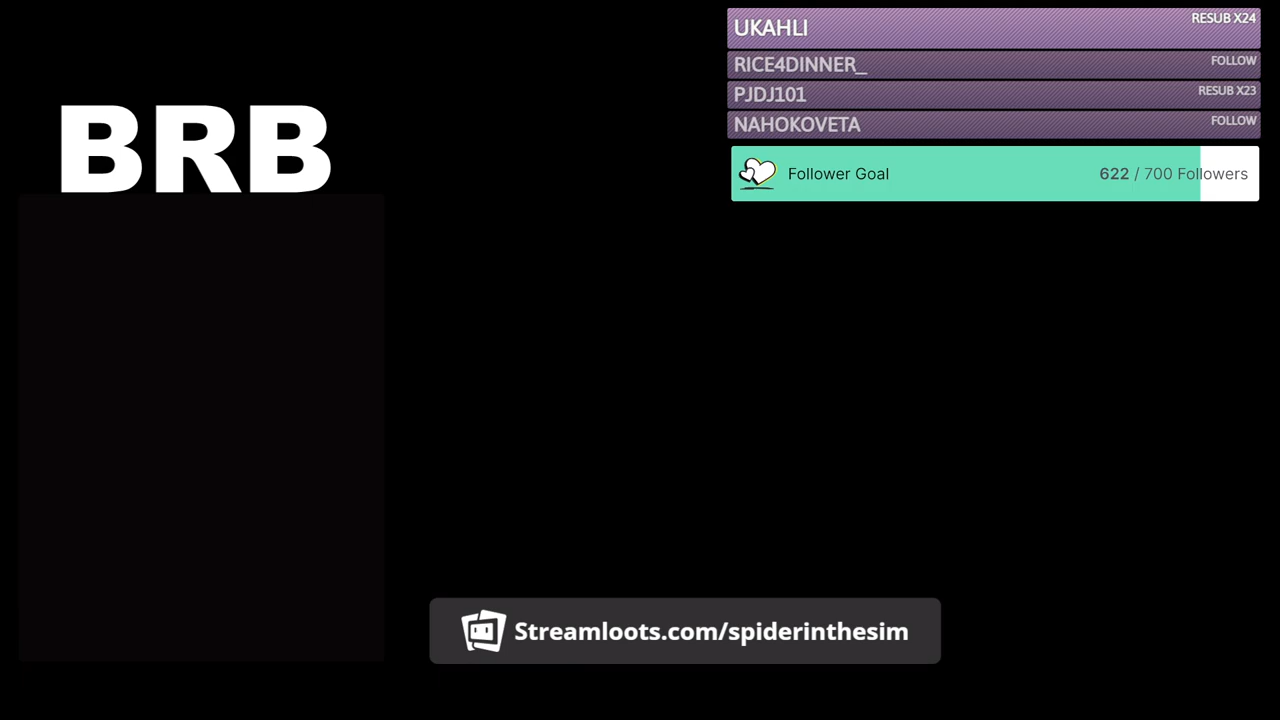 BRB
UKAHLI RESUB X24
RICE4DINNER_ FOLLOW
PJDJ101 RESUB X23
NAHOKOVETA FOLLOW
Follower Goal 622 / 700 Followers
Streamloots.com/spiderinthesim